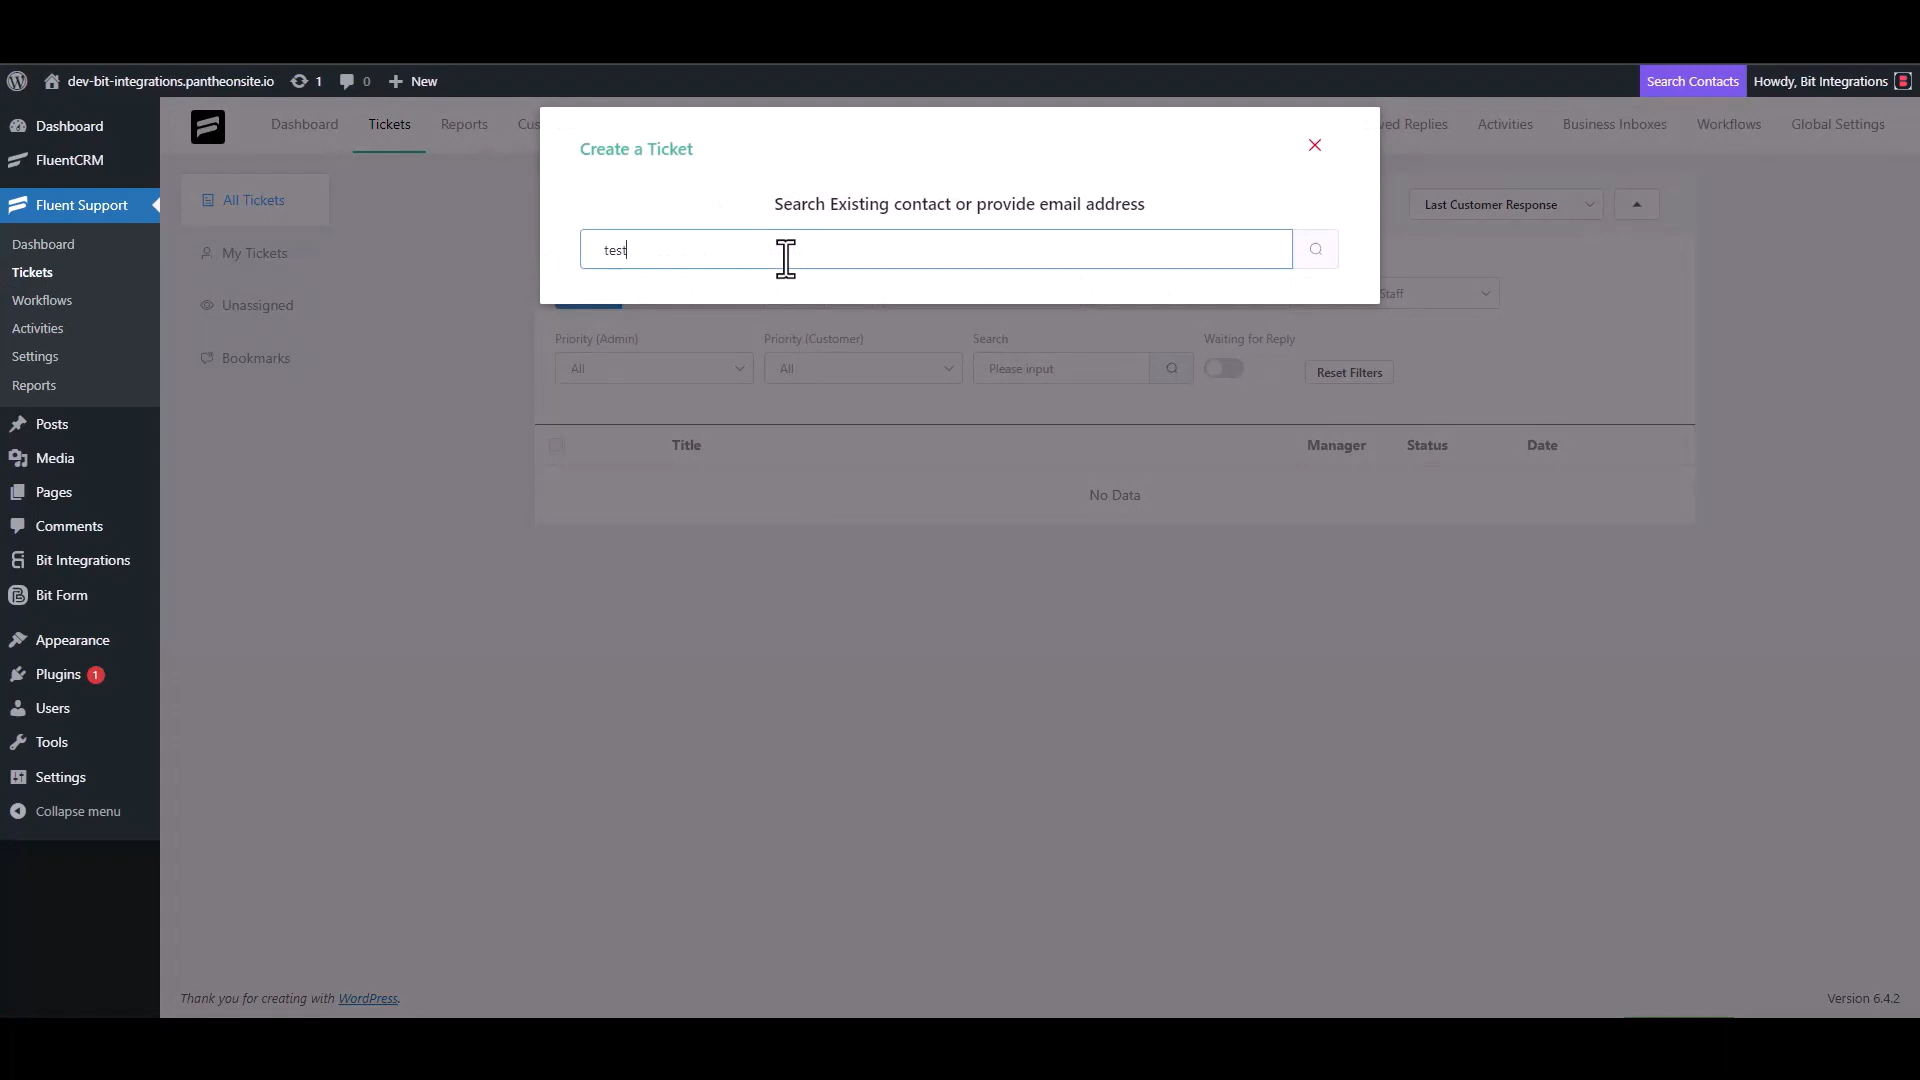 dev-bit-integrations.pantheonsite.io 1 0 New Search Contacts Howdy, Bit Integrations
Dashboard
FluentCRM
Fluent Support
Dashboard
Tickets
Workflows
Activities
Settings
Reports
Posts
Media
Pages
Comments
Bit Integrations
Bit Form
Appearance
Plugins 1
Users
Tools
Settings
Collapse menu
Dashboard Tickets Reports Cus ved Replies Activities Business Inboxes Workflows Global Settings
All Tickets
My Tickets
Unassigned
Bookmarks
Create a Ticket
Search Existing contact or provide email address
test
Last Customer Response
Staff
Priority (Admin) Priority (Customer) Search Waiting for Reply
All All Please input Reset Filters
Title Manager Status Date
No Data
Thank you for creating with WordPress. Version 6.4.2